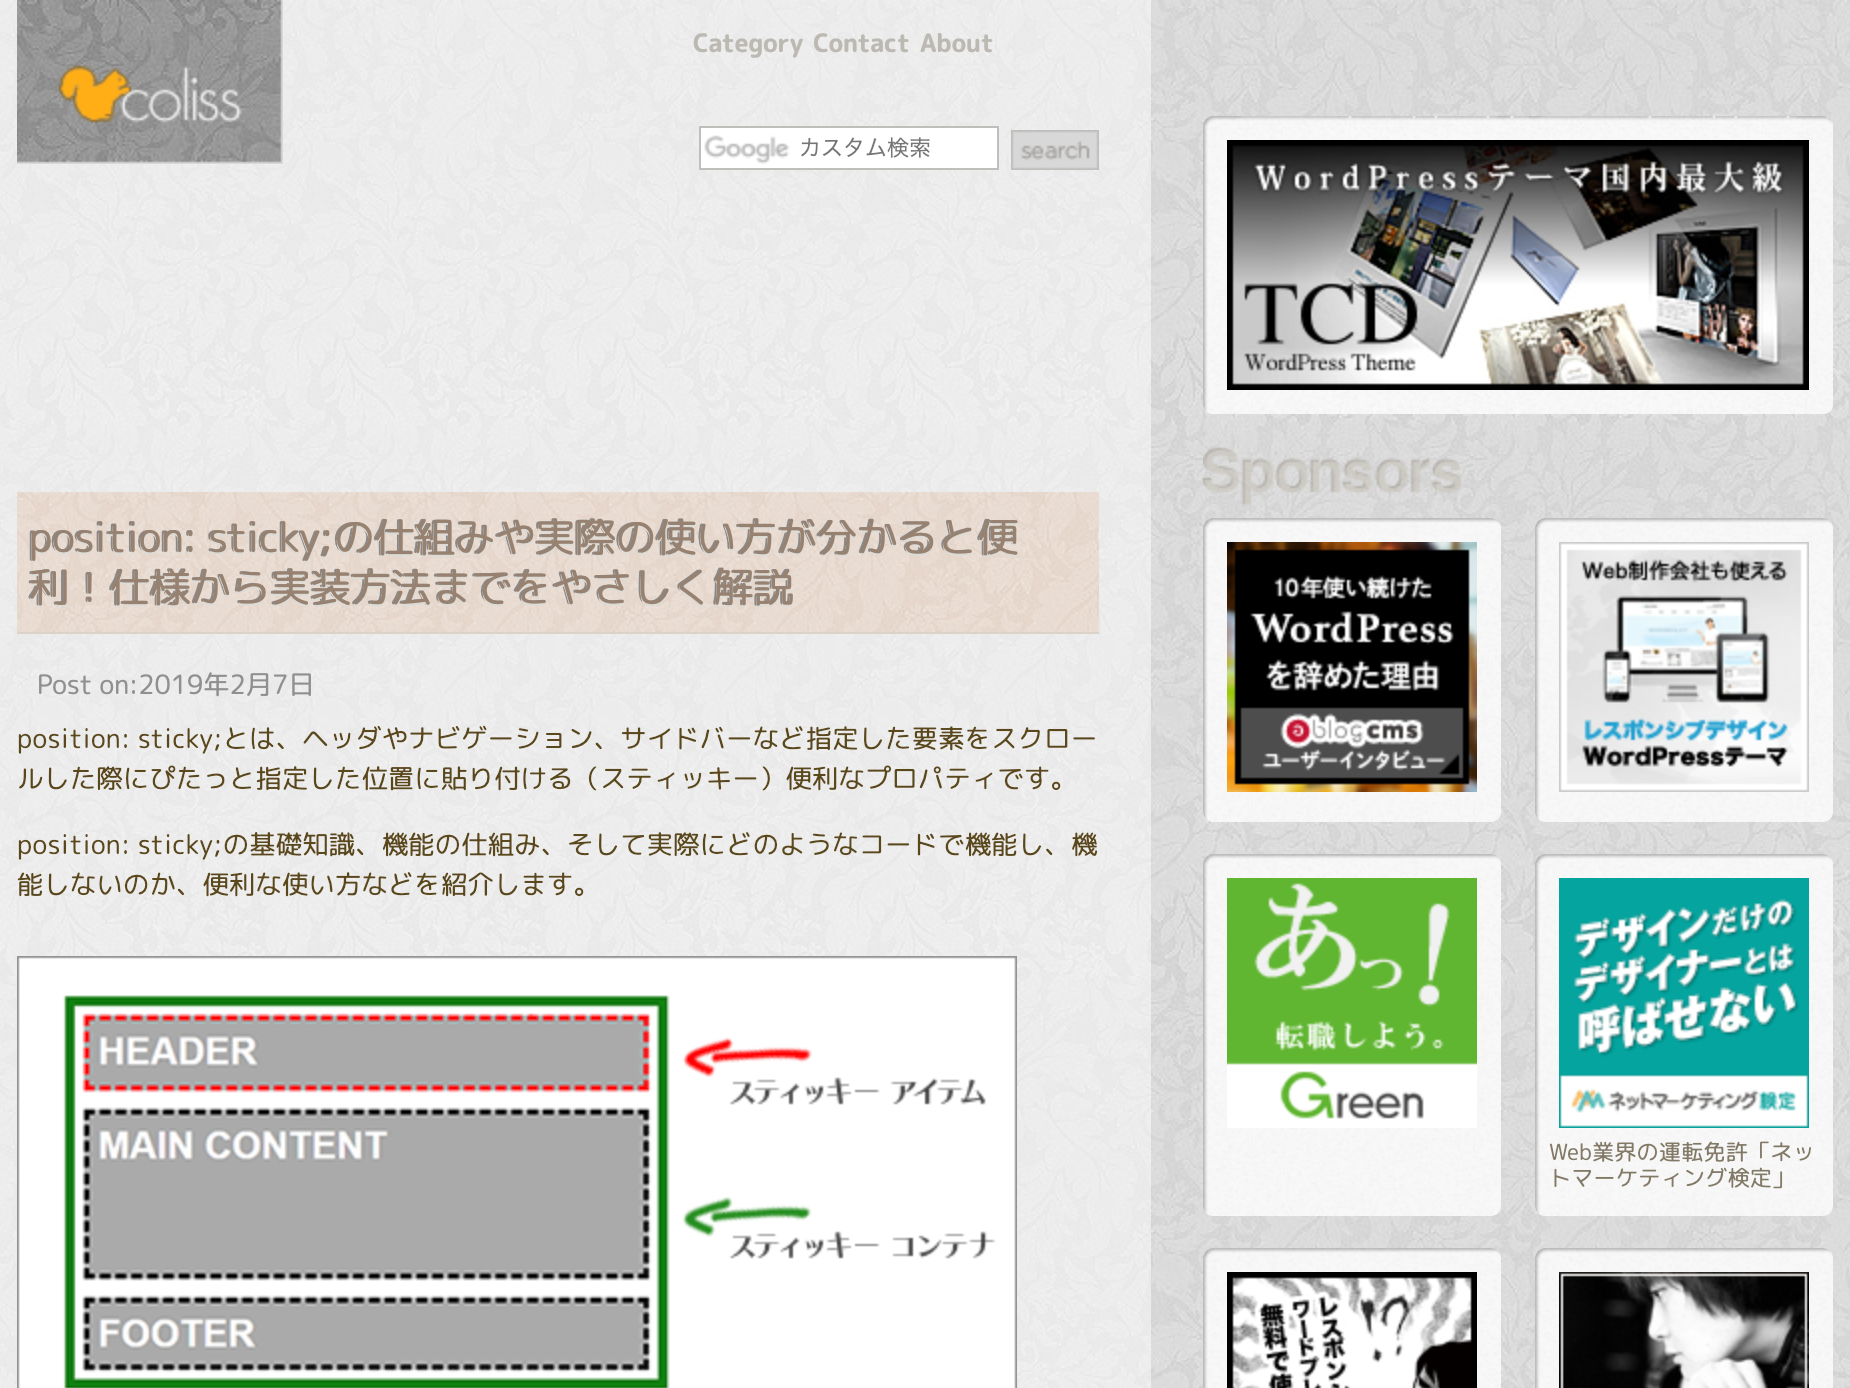 coliss
Category Contact About
Google カスタム検索
search
position: sticky;の仕組みや実際の使い方が分かると便
利！仕様から実装方法までをやさしく解説
Post on:2019年2月7日
position: sticky;とは、ヘッダやナビゲーション、サイドバーなど指定した要素をスクロー
ルした際にぴたっと指定した位置に貼り付ける（スティッキー）便利なプロパティです。
position: sticky;の基礎知識、機能の仕組み、そして実際にどのようなコードで機能し、機
能しないのか、便利な使い方などを紹介します。
HEADER
スティッキー アイテム
MAIN CONTENT
スティッキー コンテナ
FOOTER
WordPressテーマ国内最大級
TCD
WordPress Theme
Sponsors
10年使い続けた
WordPress
を辞めた理由
a blog cms
ユーザーインタビュー
Web制作会社も使える
レスポンシブデザイン
WordPressテーマ
あっ！
転職しよう。
Green
デザインだけの
デザイナーとは
呼ばせない
ネットマーケティング検定
Web業界の運転免許「ネッ
トマーケティング検定」
レスポン
ワードプレ
無料で使